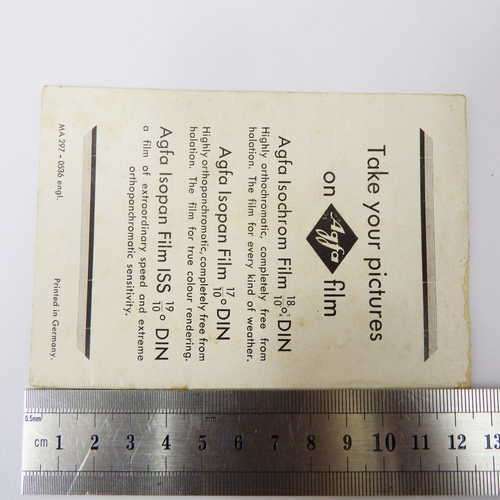 Take your pictures
on Agfa film
Agfa Isochrom Film 18/10° DIN
Highly orthochromatic, completely free from
halation. The film for every kind of weather.
Agfa Isopan Film 17/10° DIN
Highly orthopanchromatic, completely free from
halation. The film for true colour rendering.
Agfa Isopan Film ISS 19/10° DIN
a film of extraordinary speed and extreme
orthopanchromatic sensitivity.
MA 297 - 0536 engl.
Printed in Germany.
0,5mm
cm 1 2 3 4 5 6 7 8 9 10 11 12 13